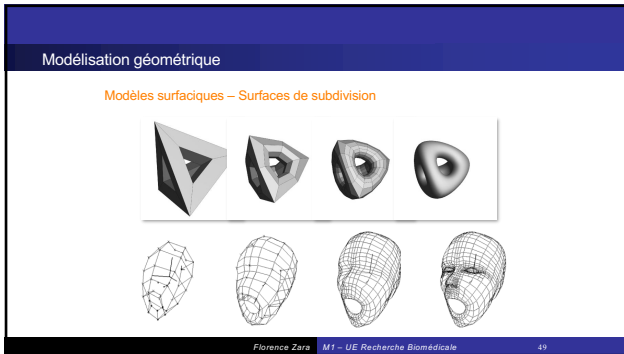 Modélisation géométrique
Modèles surfaciques – Surfaces de subdivision
Florence Zara M1 – UE Recherche Biomédicale 49